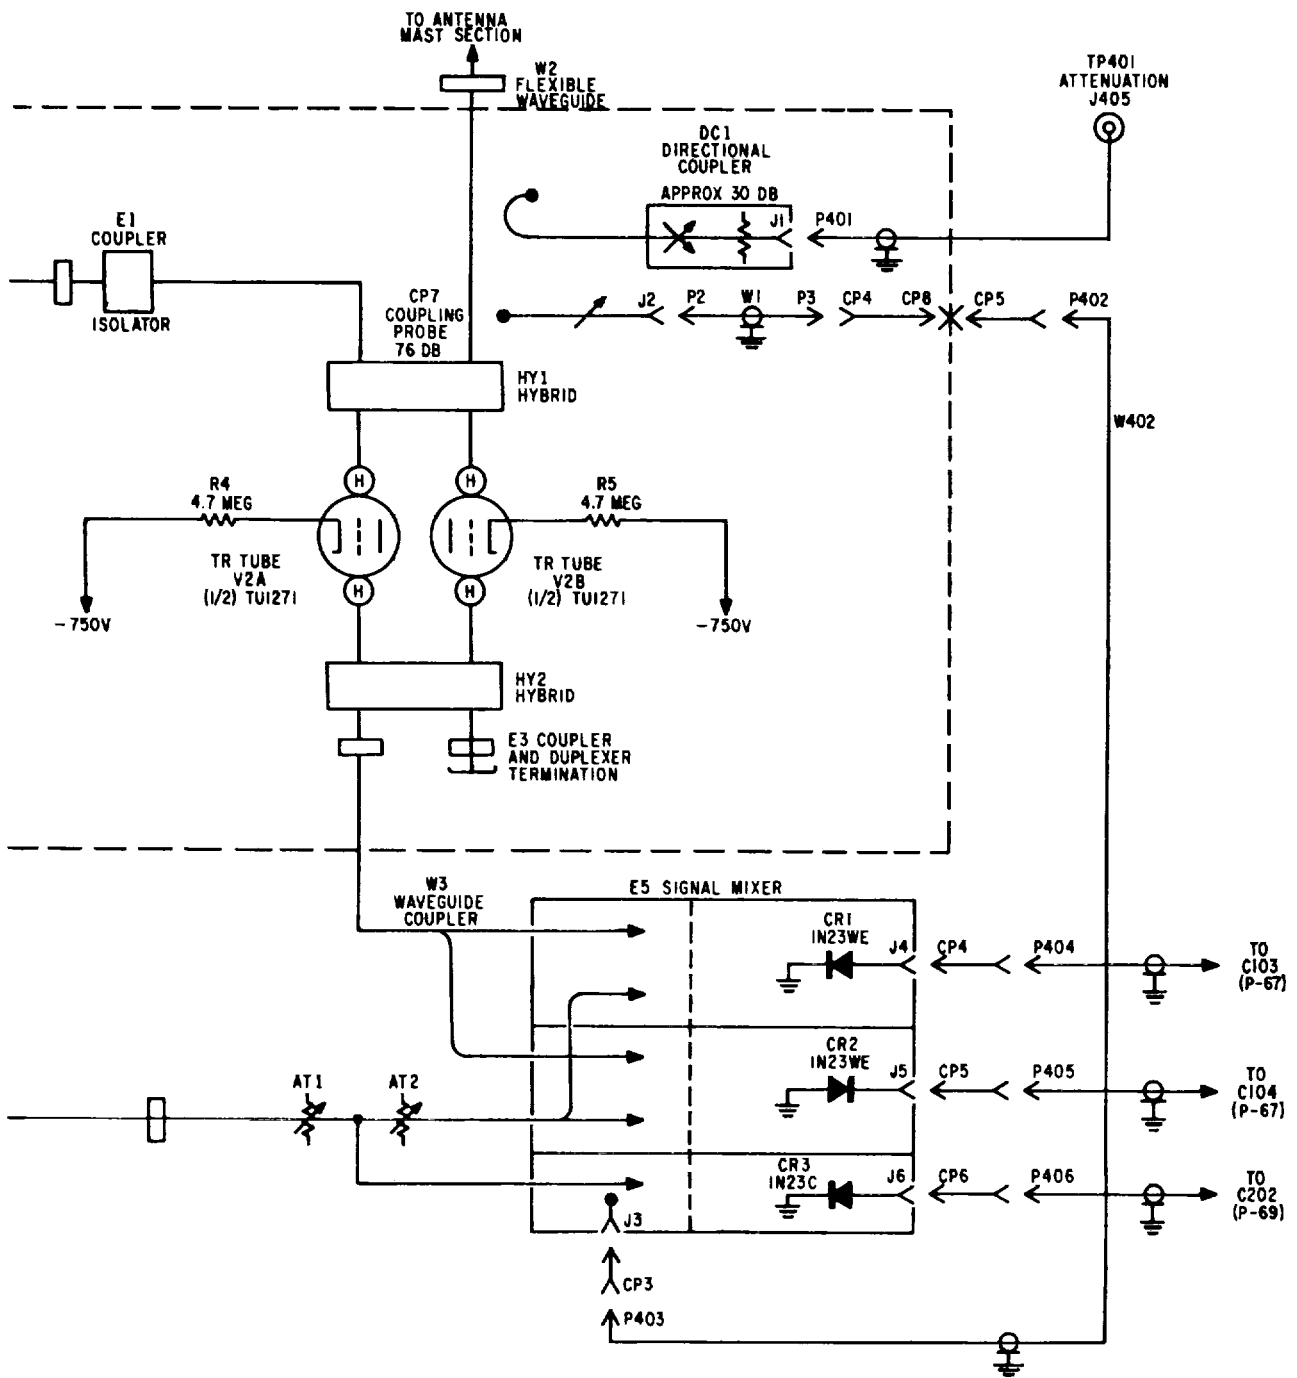 TO ANTENNA
MAST SECTION
W2
FLEXIBLE
WAVEGUIDE
TP401
ATTENUATION
J405
DC1
DIRECTIONAL
COUPLER
APPROX 30 DB
J1
P401
E1
COUPLER
ISOLATOR
CP7
COUPLING
PROBE
76 DB
J2
P2
W1
P3
CP4
CP8
CP5
P402
HY1
HYBRID
W402
R4
4.7 MEG
H
H
R5
4.7 MEG
TR TUBE
V2A
(1/2) TU1271
TR TUBE
V2B
(1/2) TU1271
H
H
-750V
-750V
HY2
HYBRID
E3 COUPLER
AND DUPLEXER
TERMINATION
W3
WAVEGUIDE
COUPLER
E5 SIGNAL MIXER
CR1
IN23WE
J4
CP4
P404
TO
C103
(P-67)
CR2
IN23WE
J5
CP5
P405
TO
C104
(P-67)
AT1
AT2
CR3
IN23C
J6
CP6
P406
TO
C202
(P-69)
J3
CP3
P403